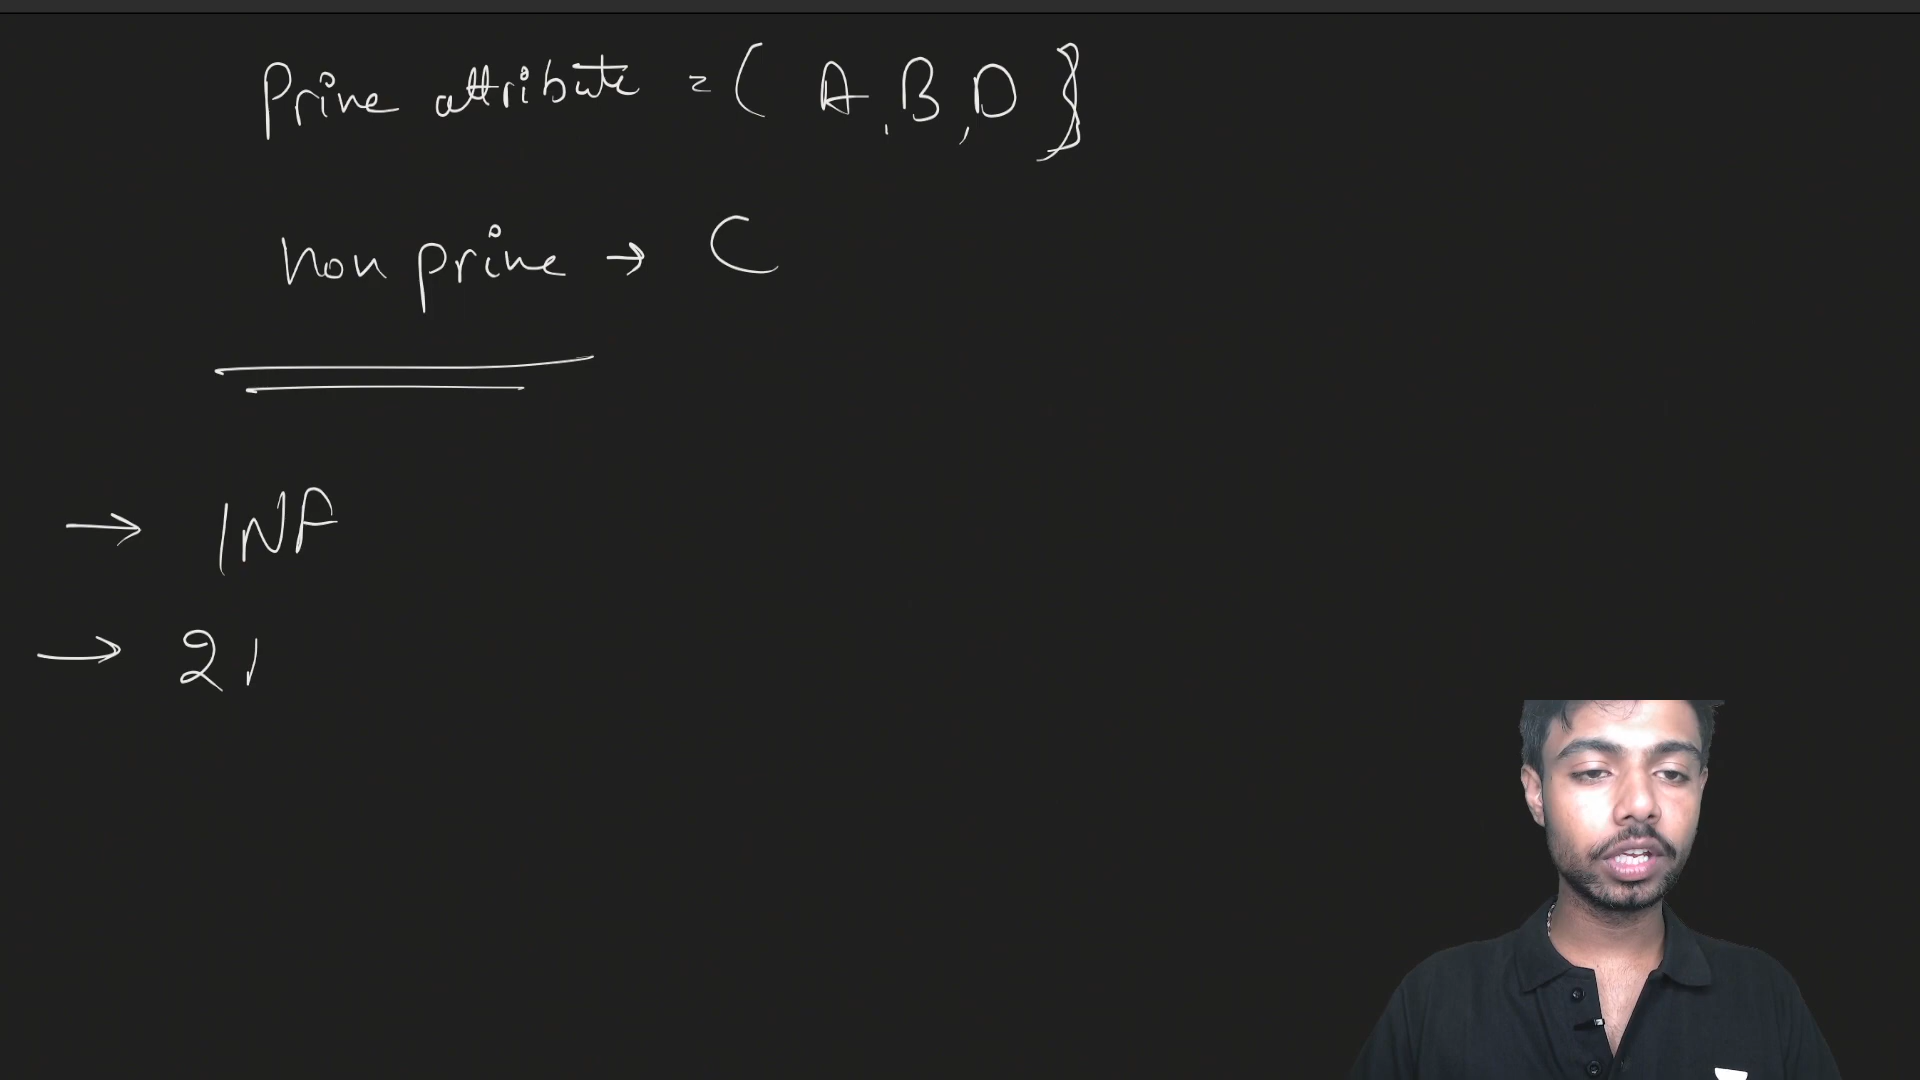 Prime attribute = { A, B, D }
non prime → C
→ 1NF
→ 2